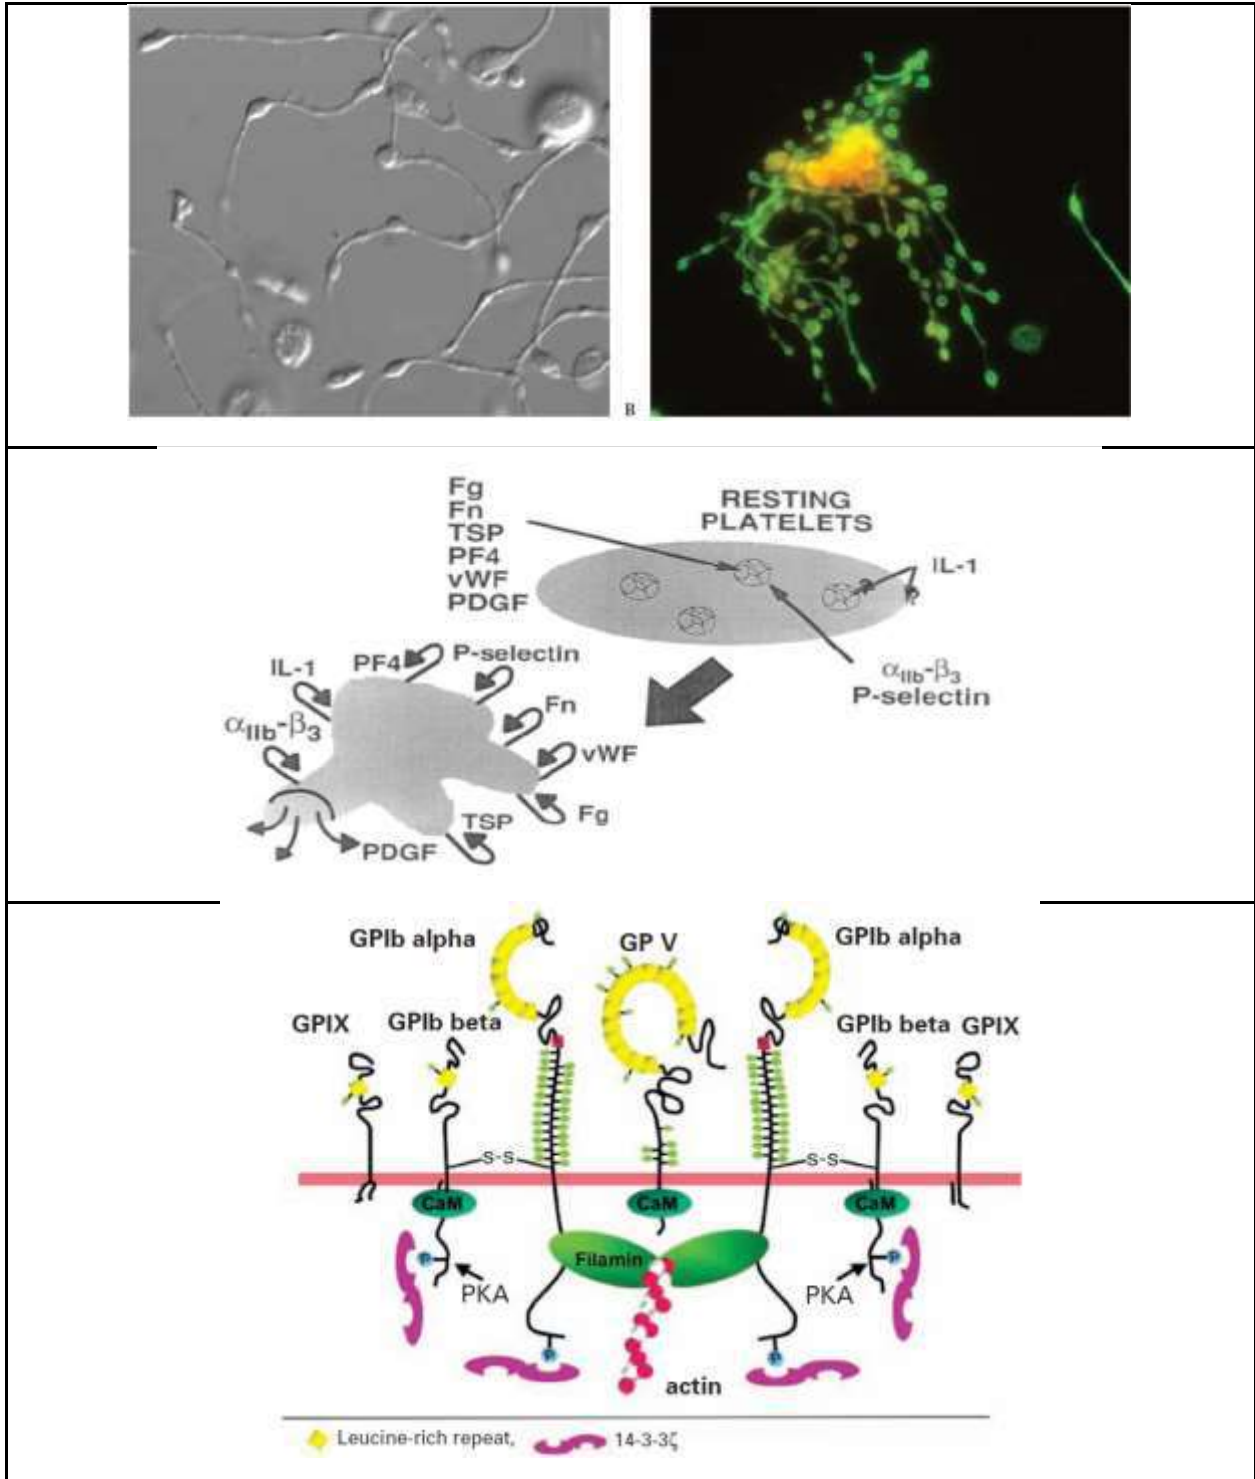 B
Fg
Fn
TSP
PF4
vWF
PDGF
RESTING
PLATELETS
IL-1
αIIb-β3
P-selectin
IL-1
PF4
P-selectin
αIIb-β3
Fn
vWF
Fg
TSP
PDGF
GPIb alpha
GP V
GPIb alpha
GPIX
GPIb beta
GPIb beta
GPIX
S-S
S-S
CaM
CaM
CaM
Filamin
P
P
PKA
PKA
P
P
actin
Leucine-rich repeat,
14-3-3ζ